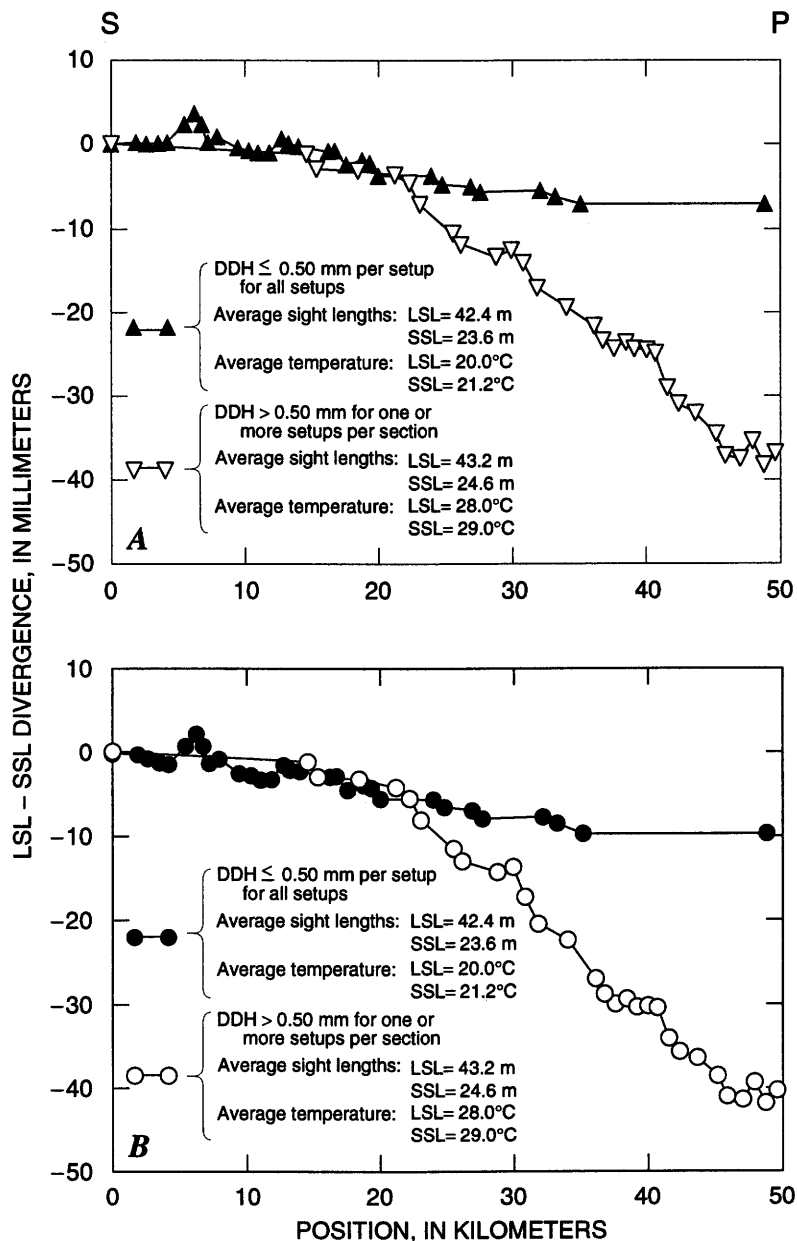 S P
10
0
−10
−20
−30
−40
−50
DDH ≤ 0.50 mm per setup
for all setups
Average sight lengths: LSL= 42.4 m
SSL= 23.6 m
Average temperature: LSL= 20.0°C
SSL= 21.2°C
DDH > 0.50 mm for one or
more setups per section
Average sight lengths: LSL= 43.2 m
SSL= 24.6 m
Average temperature: LSL= 28.0°C
SSL= 29.0°C
A
0 10 20 30 40 50
LSL – SSL DIVERGENCE, IN MILLIMETERS
10
0
−10
−20
−30
−40
−50
DDH ≤ 0.50 mm per setup
for all setups
Average sight lengths: LSL= 42.4 m
SSL= 23.6 m
Average temperature: LSL= 20.0°C
SSL= 21.2°C
DDH > 0.50 mm for one or
more setups per section
Average sight lengths: LSL= 43.2 m
SSL= 24.6 m
Average temperature: LSL= 28.0°C
SSL= 29.0°C
B
0 10 20 30 40 50
POSITION, IN KILOMETERS